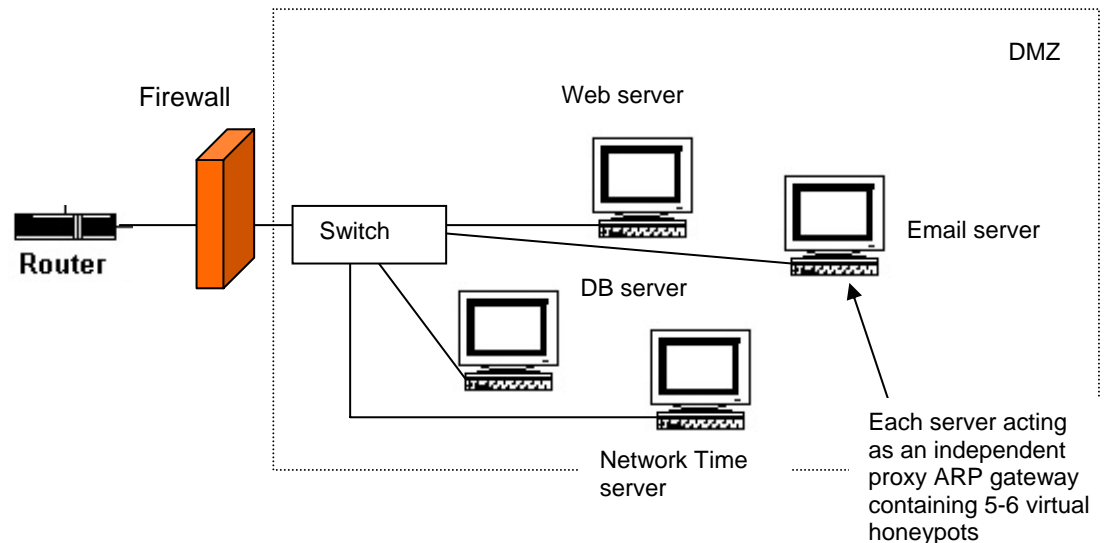 DMZ
Firewall
Web server
Router
Switch
Email server
DB server
Network Time
server
Each server acting
as an independent
proxy ARP gateway
containing 5-6 virtual
honeypots